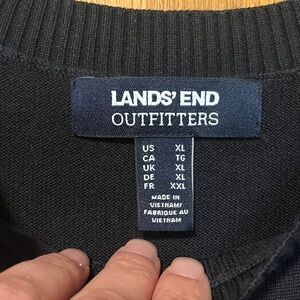 LANDS' END
OUTFITTERS
US XL
CA TG
UK XL
DE XL
FR XXL
MADE IN
VIETNAM/
FABRIQUÉ AU
VIETNAM